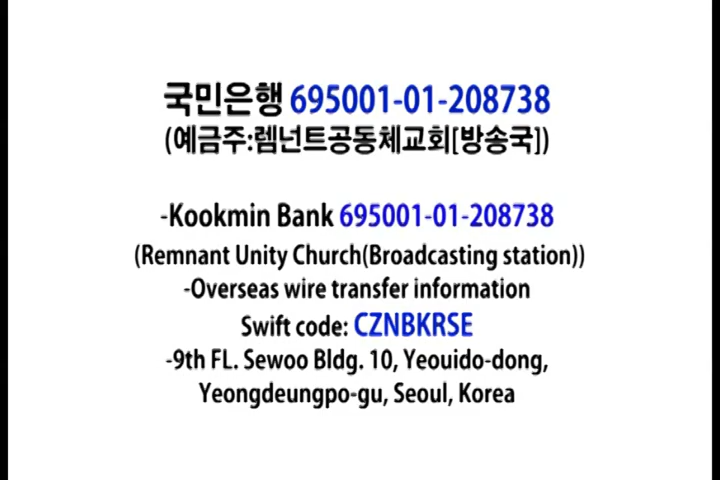 국민은행 695001-01-208738
(예금주:렘넌트공동체교회[방송국])
-Kookmin Bank 695001-01-208738
(Remnant Unity Church(Broadcasting station))
-Overseas wire transfer information
Swift code: CZNBKRSE
-9th FL. Sewoo Bldg. 10, Yeouido-dong,
Yeongdeungpo-gu, Seoul, Korea